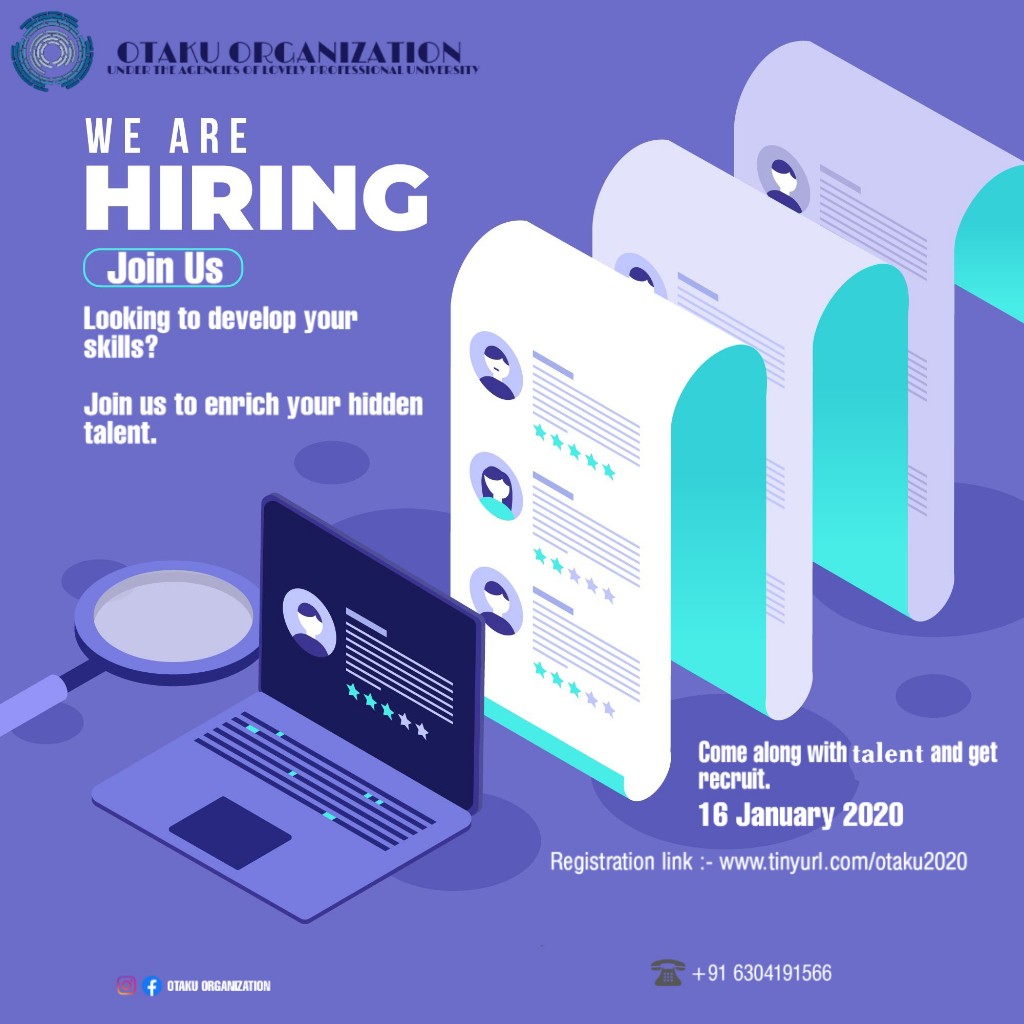 OTAKU ORGANIZATION
UNDER THE AGENCIES OF LOVELY PROFESSIONAL UNIVERSITY
WE ARE
HIRING
Join Us
Looking to develop your
skills?
Join us to enrich your hidden
talent.
Come along with talent and get
recruit.
16 January 2020
Registration link :- www.tinyurl.com/otaku2020
OTAKU ORGANIZATION
+91 6304191566